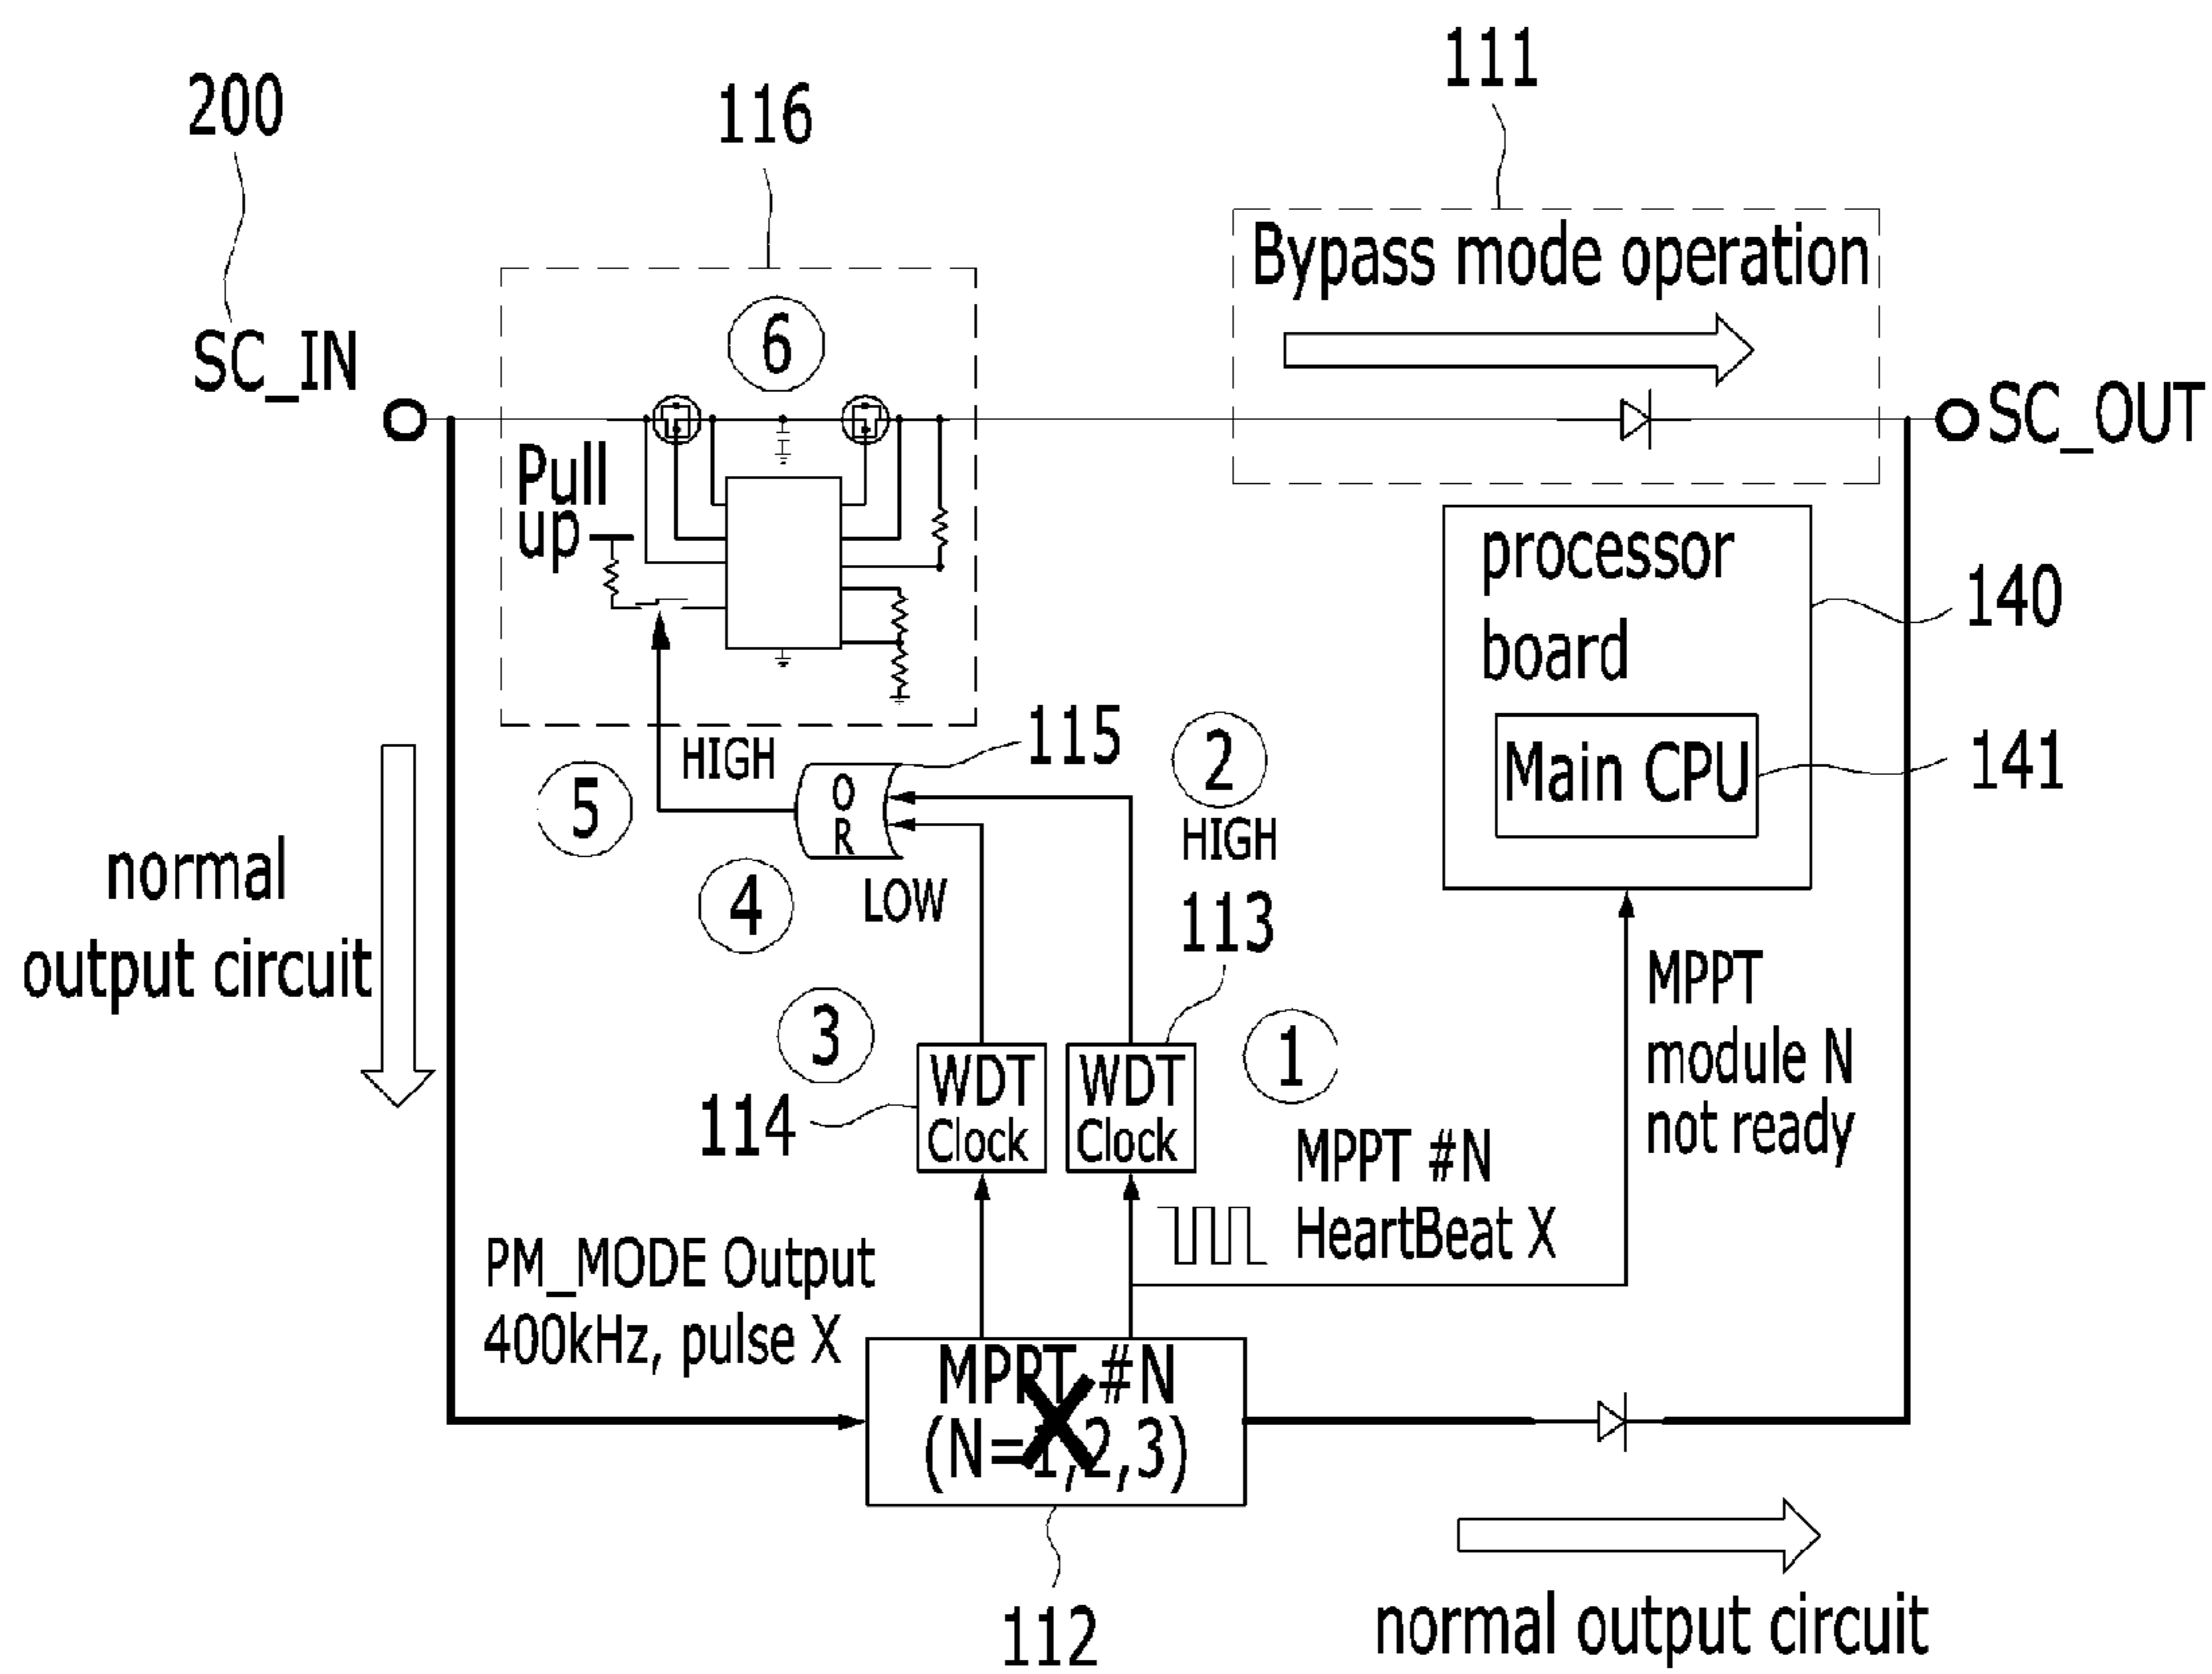 111
200
116
Bypass mode operation
6
SC_IN
SC_OUT
Pull
up
processor
board
140
Main CPU
141
HIGH
115
2
HIGH
5
O
R
4
LOW
113
normal
output circuit
3
1
MPPT
module N
not ready
WDT
Clock
WDT
Clock
114
MPPT #N
HeartBeat X
PM_MODE Output
400kHz, pulse X
MPPT #N
(N=1,2,3)
112
normal output circuit